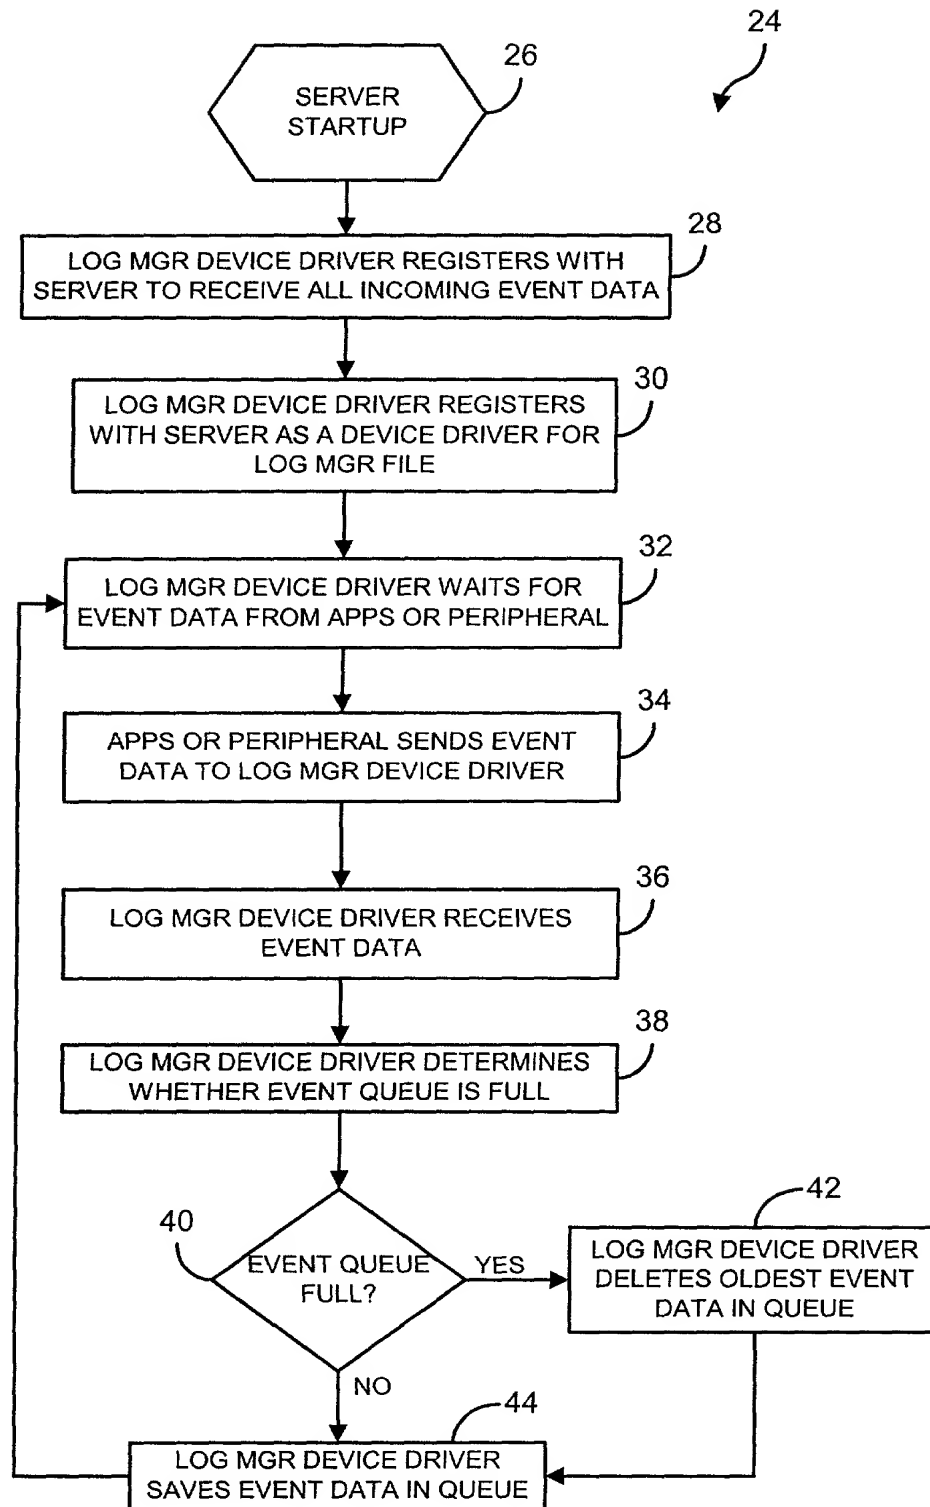 24
26
SERVER
STARTUP
28
LOG MGR DEVICE DRIVER REGISTERS WITH
SERVER TO RECEIVE ALL INCOMING EVENT DATA
30
LOG MGR DEVICE DRIVER REGISTERS
WITH SERVER AS A DEVICE DRIVER FOR
LOG MGR FILE
32
LOG MGR DEVICE DRIVER WAITS FOR
EVENT DATA FROM APPS OR PERIPHERAL
34
APPS OR PERIPHERAL SENDS EVENT
DATA TO LOG MGR DEVICE DRIVER
36
LOG MGR DEVICE DRIVER RECEIVES
EVENT DATA
38
LOG MGR DEVICE DRIVER DETERMINES
WHETHER EVENT QUEUE IS FULL
40
EVENT QUEUE
FULL?
YES
42
LOG MGR DEVICE DRIVER
DELETES OLDEST EVENT
DATA IN QUEUE
NO
44
LOG MGR DEVICE DRIVER
SAVES EVENT DATA IN QUEUE